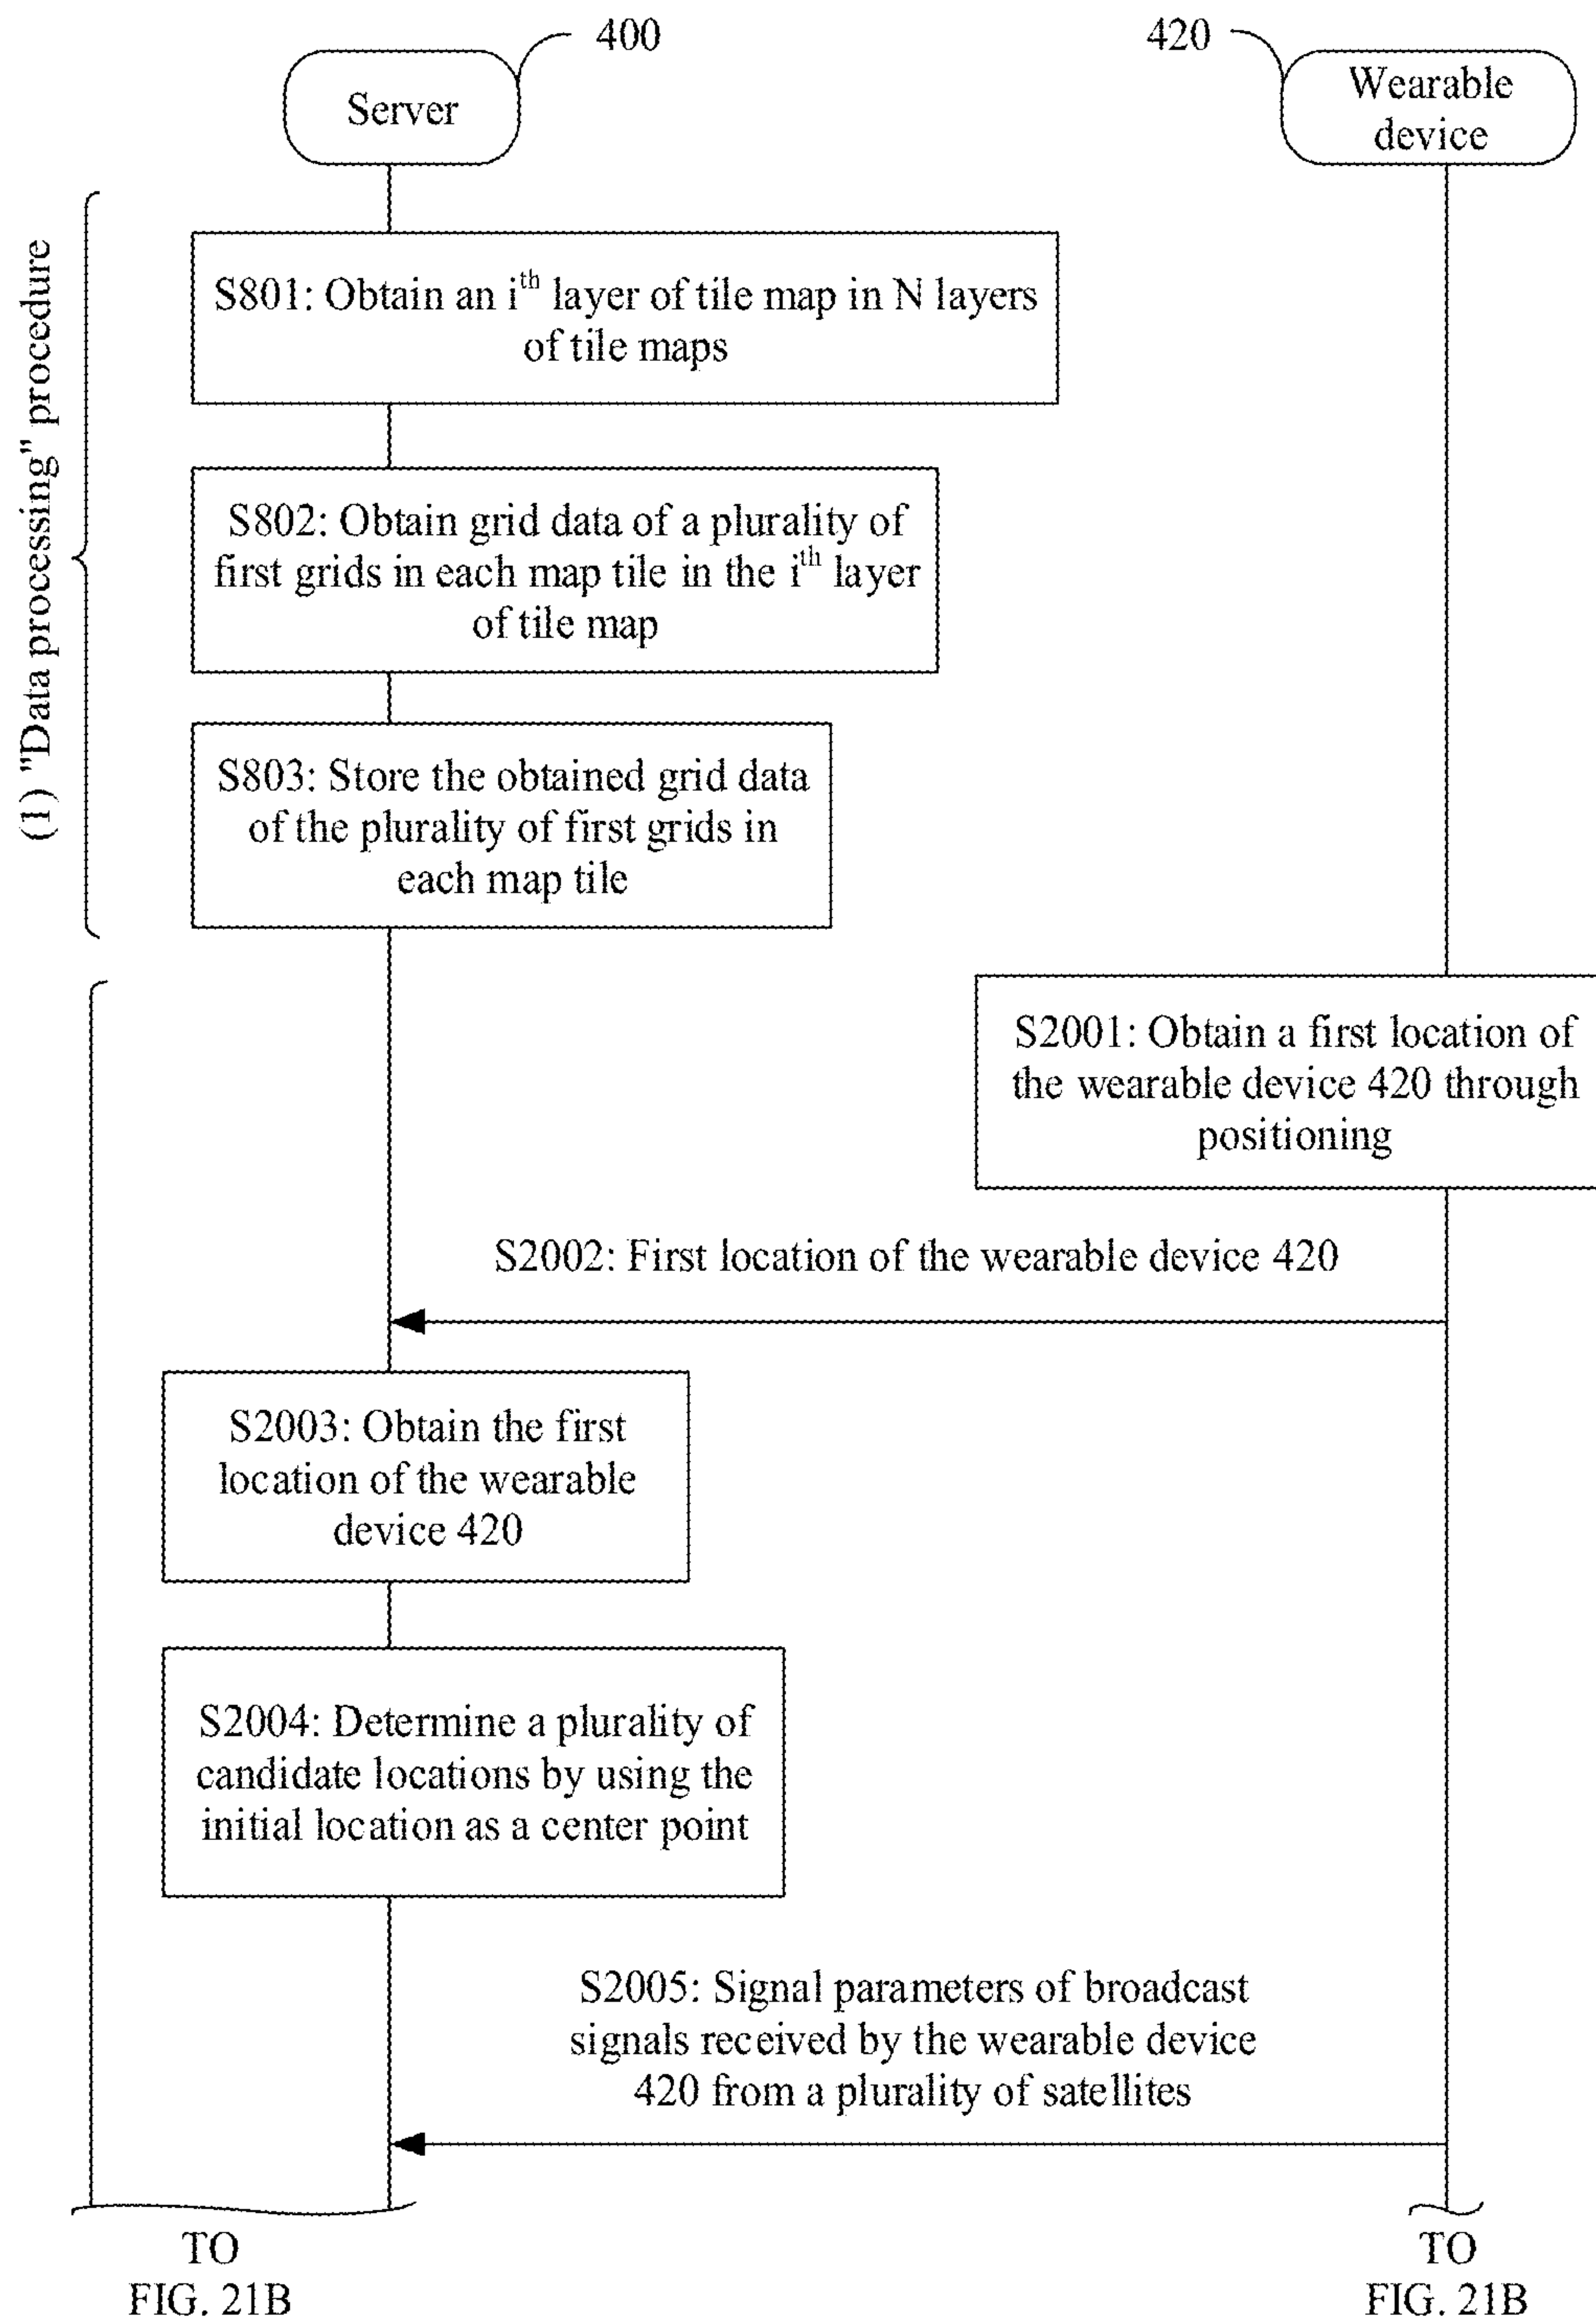 400
420
Server
Wearable
device
(1) "Data processing" procedure
S801: Obtain an ith layer of tile map in N layers
of tile maps
S802: Obtain grid data of a plurality of
first grids in each map tile in the ith layer
of tile map
S803: Store the obtained grid data
of the plurality of first grids in
each map tile
S2001: Obtain a first location of
the wearable device 420 through
positioning
S2002: First location of the wearable device 420
S2003: Obtain the first
location of the wearable
device 420
S2004: Determine a plurality of
candidate locations by using the
initial location as a center point
S2005: Signal parameters of broadcast
signals received by the wearable device
420 from a plurality of satellites
TO
FIG. 21B
TO
FIG. 21B